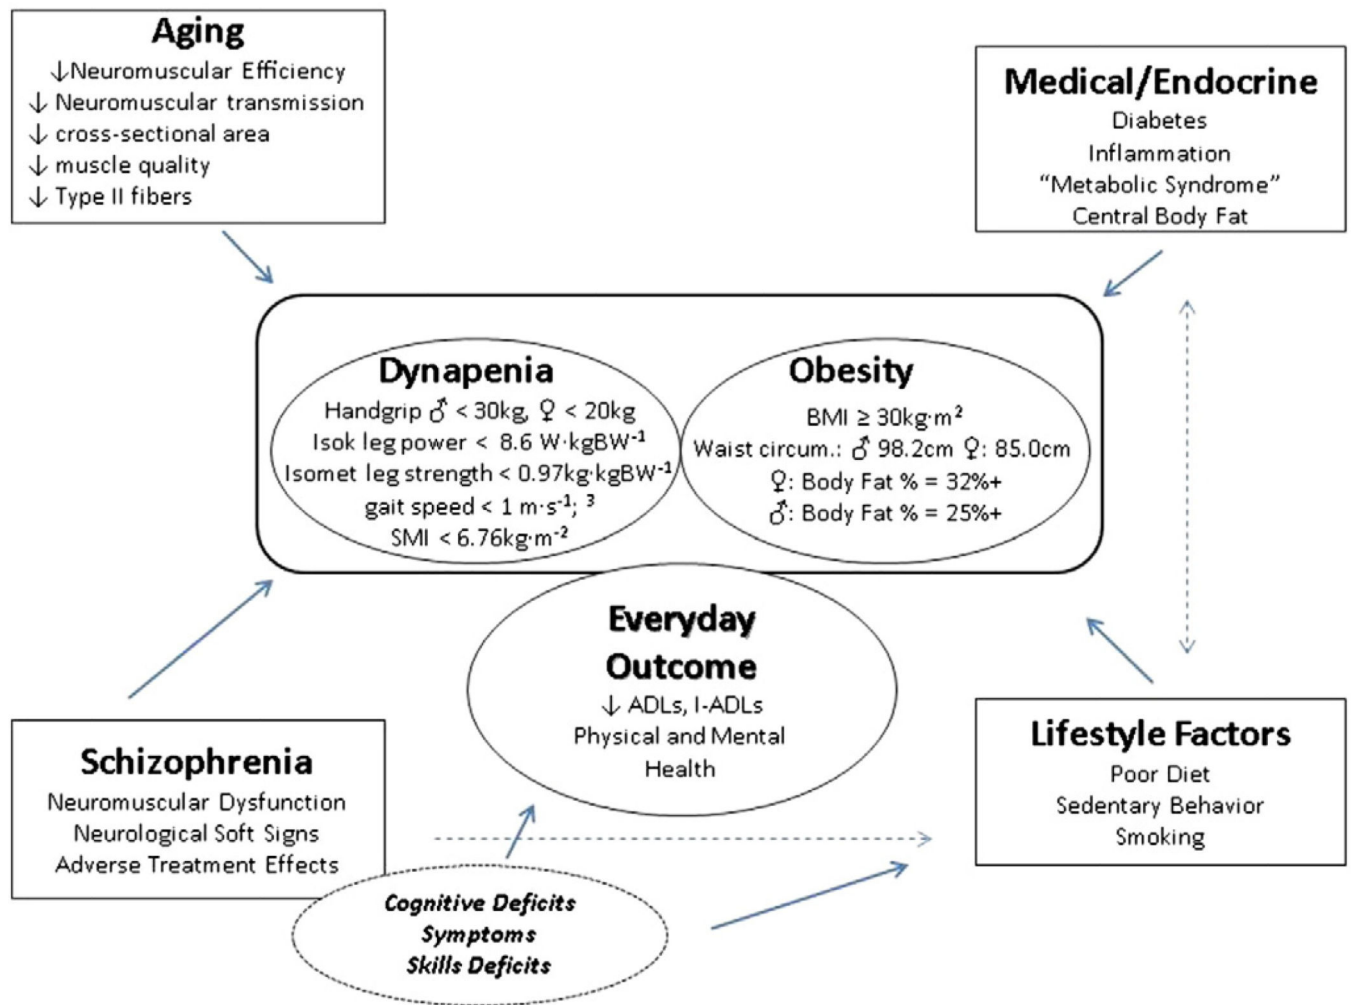 Aging
↓Neuromuscular Efficiency
↓ Neuromuscular transmission
↓ cross-sectional area
↓ muscle quality
↓ Type II fibers
Medical/Endocrine
Diabetes
Inflammation
“Metabolic Syndrome”
Central Body Fat
Dynapenia
Handgrip ♂ < 30kg, ♀ < 20kg
Isok leg power < 8.6 W·kgBW⁻¹
Isomet leg strength < 0.97kg·kgBW⁻¹
gait speed < 1 m·s⁻¹; ³
SMI < 6.76kg·m⁻²
Obesity
BMI ≥ 30kg·m²
Waist circum.: ♂ 98.2cm ♀: 85.0cm
♀: Body Fat % = 32%+
♂: Body Fat % = 25%+
Everyday
Outcome
↓ ADLs, I-ADLs
Physical and Mental
Health
Schizophrenia
Neuromuscular Dysfunction
Neurological Soft Signs
Adverse Treatment Effects
Lifestyle Factors
Poor Diet
Sedentary Behavior
Smoking
Cognitive Deficits
Symptoms
Skills Deficits